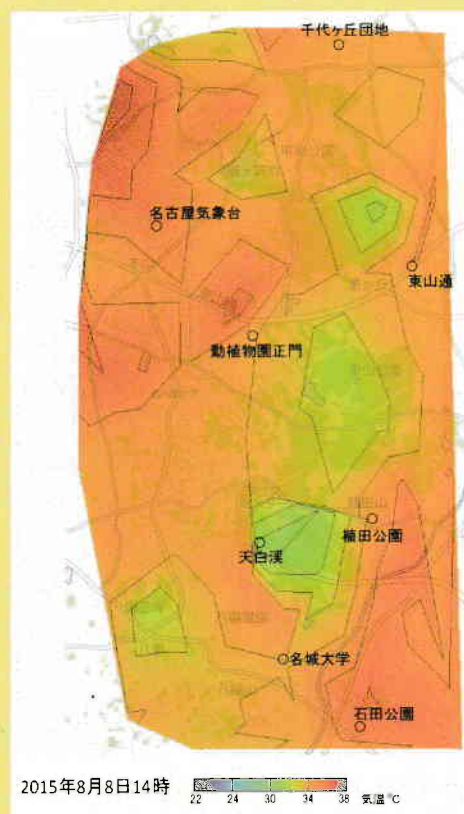 千代ヶ丘団地
名古屋気象台
東山通
動植物園正門
植田公園
天白渓
名城大学
石田公園
2015年8月8日14時
22 24 30 34 38 気温 ℃